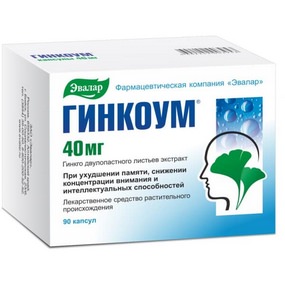 Эвалар
Фармацевтическая компания "Эвалар"
ГИНКОУМ®
40мг
Гинкго двулопастного листьев экстракт
При ухудшении памяти, снижении
концентрации внимания и
интеллектуальных способностей
Лекарственное средство растительного
происхождения
90 капсул